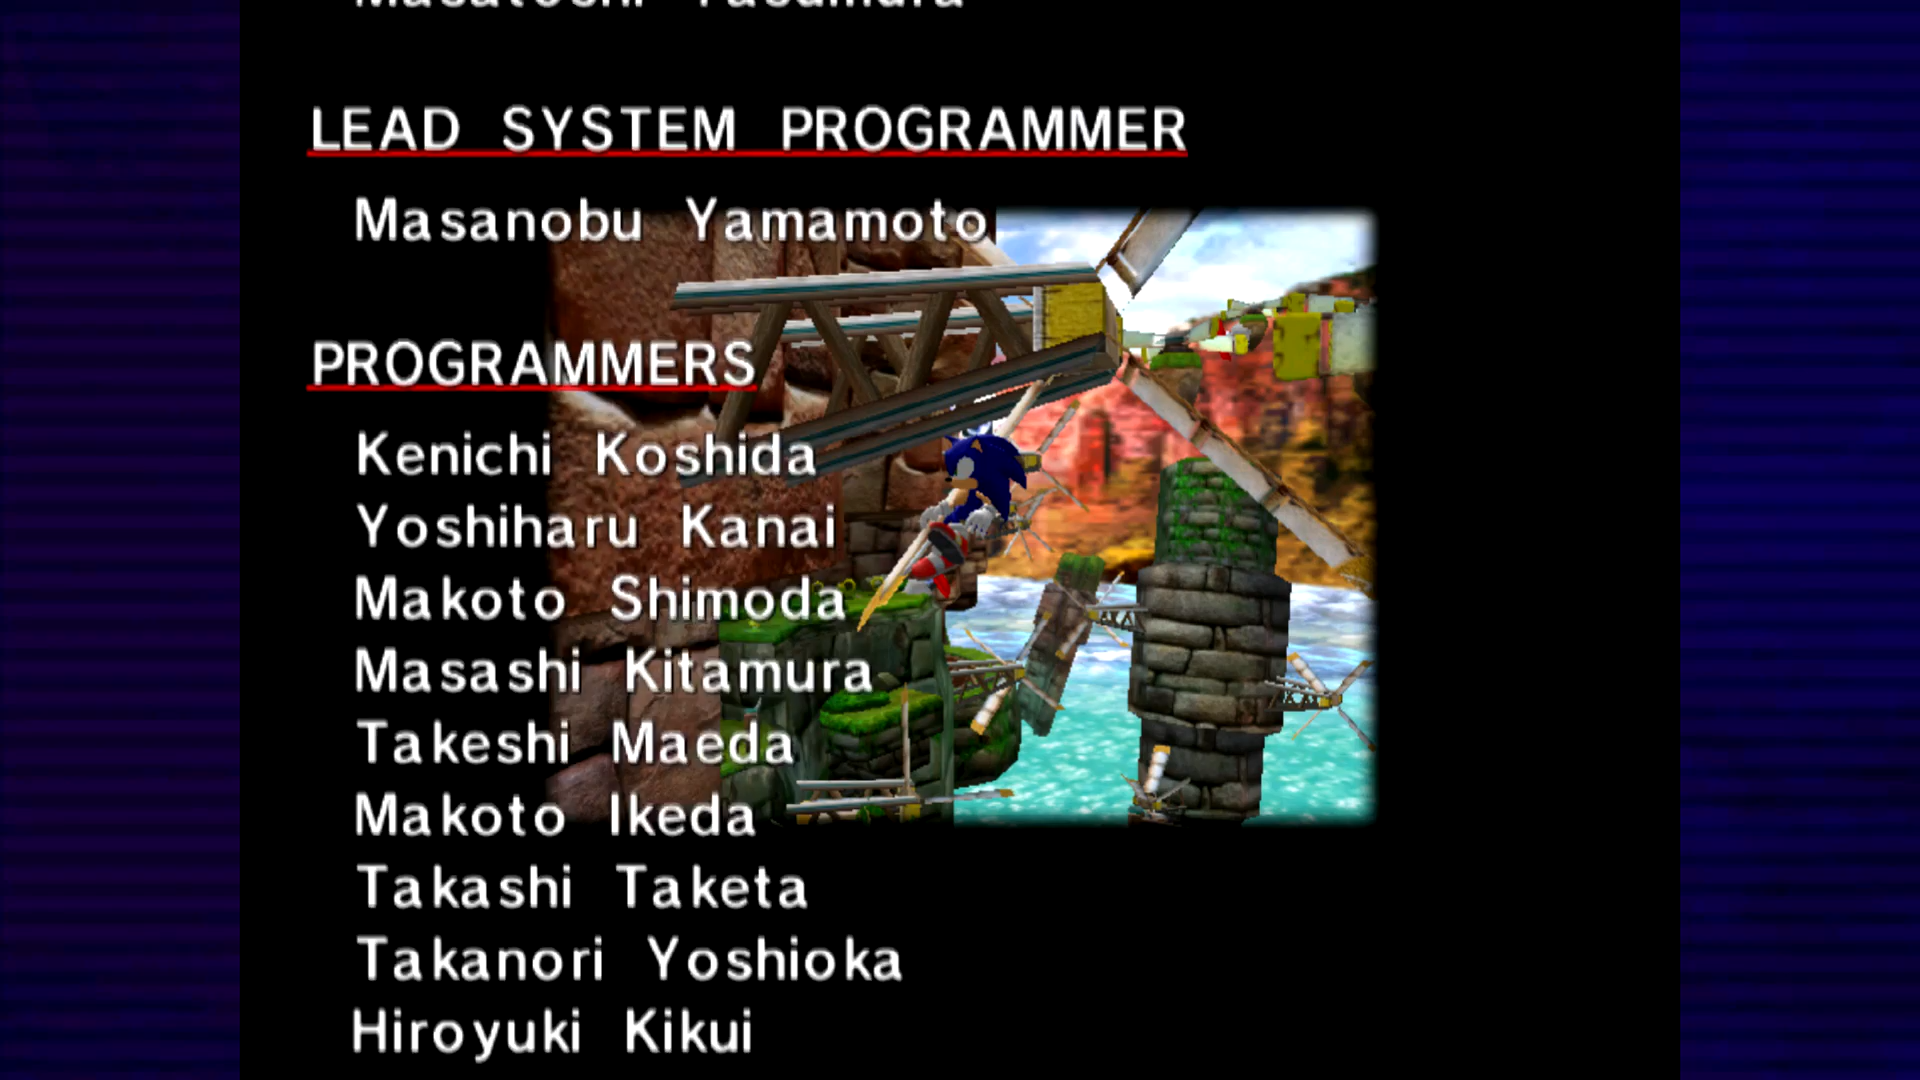 LEAD SYSTEM PROGRAMMER
Masanobu Yamamoto
PROGRAMMERS
Kenichi Koshida
Yoshiharu Kanai
Makoto Shimoda
Masashi Kitamura
Takeshi Maeda
Makoto Ikeda
Takashi Taketa
Takanori Yoshioka
Hiroyuki Kikui